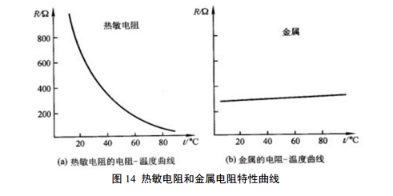 R/Ω
热敏电阻
800
600
400
200
20 40 60 80 t/℃
(a) 热敏电阻的电阻-温度曲线
R/Ω
金属
20 40 60 80 t/℃
(b) 金属的电阻-温度曲线
图 14 热敏电阻和金属电阻特性曲线